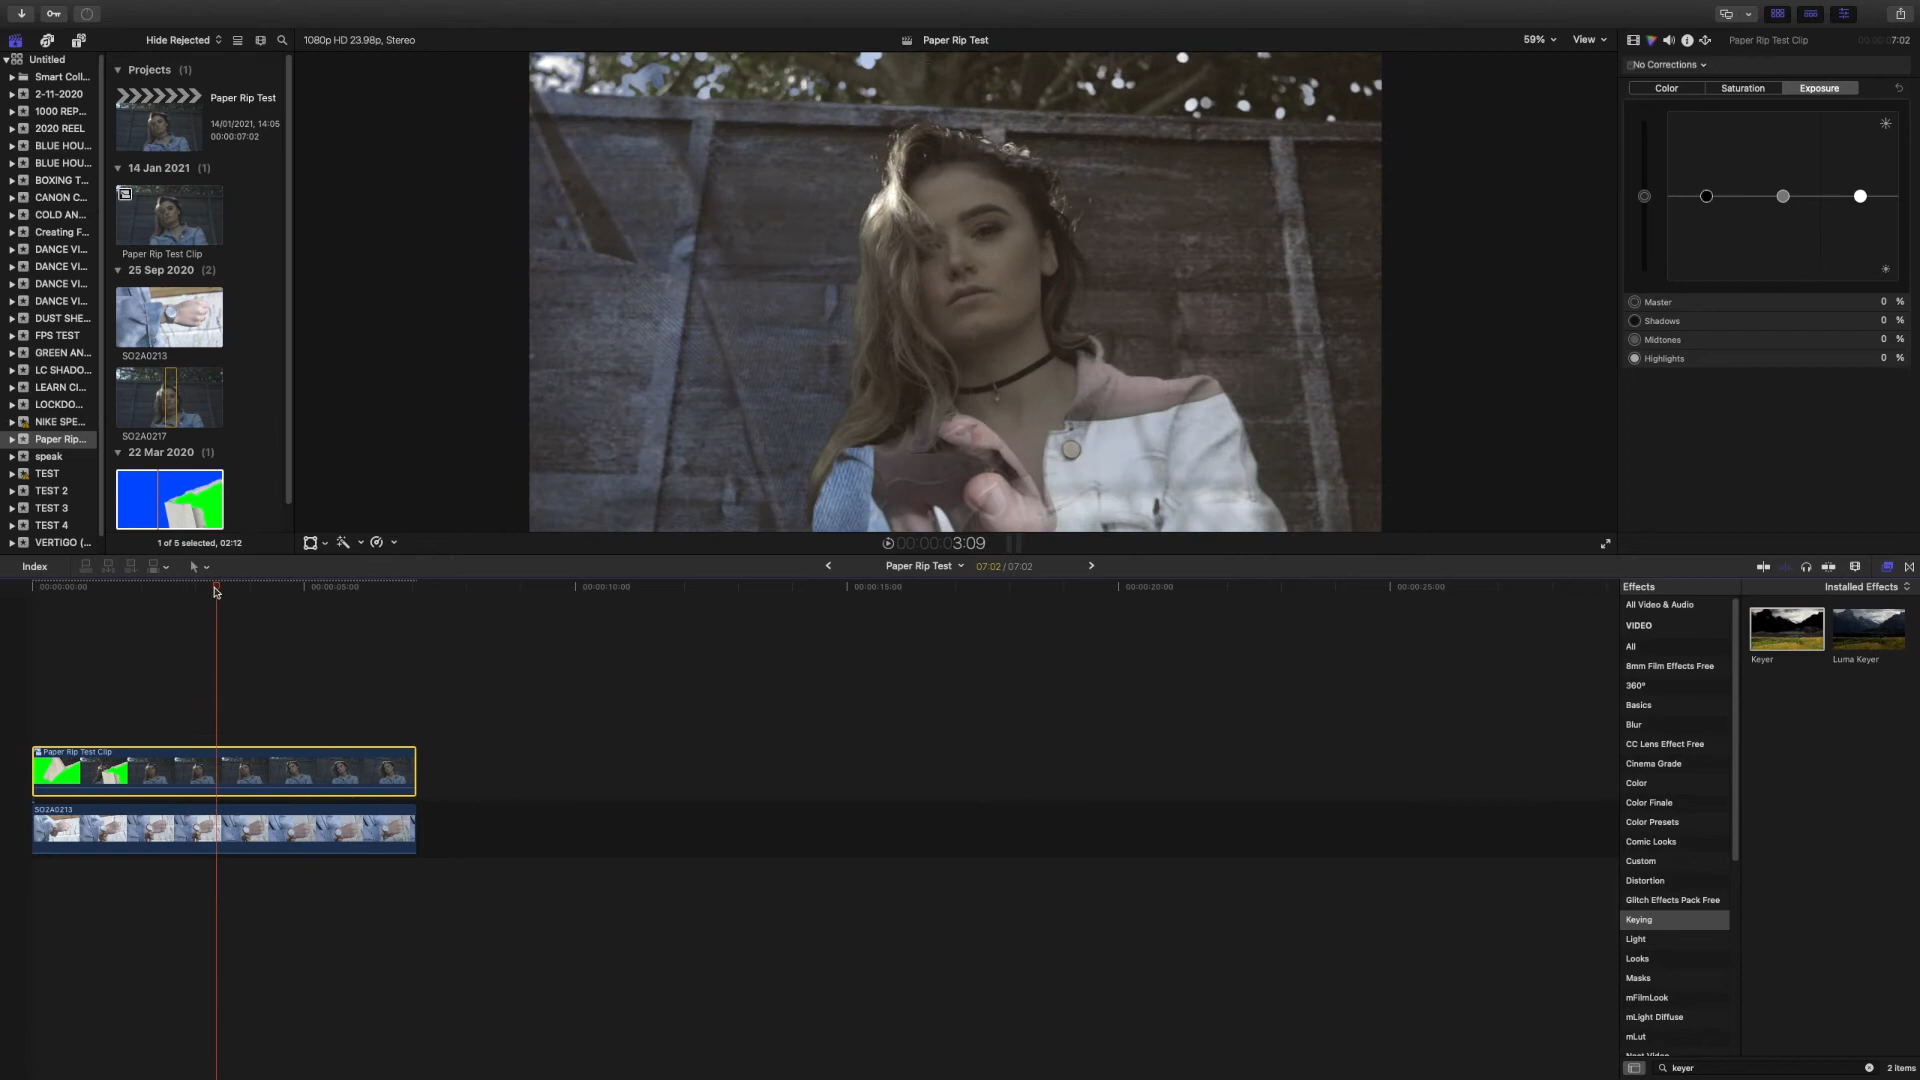 Hide Rejected
1080p HD 23.98p, Stereo
Paper Rip Test
59%
View
Paper Rip Test Clip
7:02
Untitled
Smart Coll...
2-11-2020
1000 REP...
2020 REEL
BLUE HOU...
BLUE HOU...
BOXING T...
CANON C...
COLD AN...
Creating F...
DANCE VI...
DANCE VI...
DANCE VI...
DANCE VI...
DUST SHE...
FPS TEST
GREEN AN...
LC SHADO...
LEARN CI...
LOCKDO...
NIKE SPE...
Paper Rip...
speak
TEST
TEST 2
TEST 3
TEST 4
VERTIGO (...
Projects (1)
Paper Rip Test
14/01/2021, 14:05
00:00:07:02
14 Jan 2021 (1)
Paper Rip Test Clip
25 Sep 2020 (2)
SO2A0213
SO2A0217
22 Mar 2020 (1)
1 of 5 selected, 02:12
00:00:03:09
No Corrections
Color
Saturation
Exposure
Master 0 %
Shadows 0 %
Midtones 0 %
Highlights 0 %
Index
Paper Rip Test
07:02 / 07:02
00:00:00:00
00:00:05:00
00:00:10:00
00:00:15:00
00:00:20:00
00:00:25:00
Paper Rip Test Clip
SO2A0213
Effects
Installed Effects
All Video & Audio
VIDEO
All
8mm Film Effects Free
360°
Basics
Blur
CC Lens Effect Free
Cinema Grade
Color
Color Finale
Color Presets
Comic Looks
Custom
Distortion
Glitch Effects Pack Free
Keying
Light
Looks
Masks
mFilmLook
mLight Diffuse
mLut
Keyer
Luma Keyer
keyer
2 items